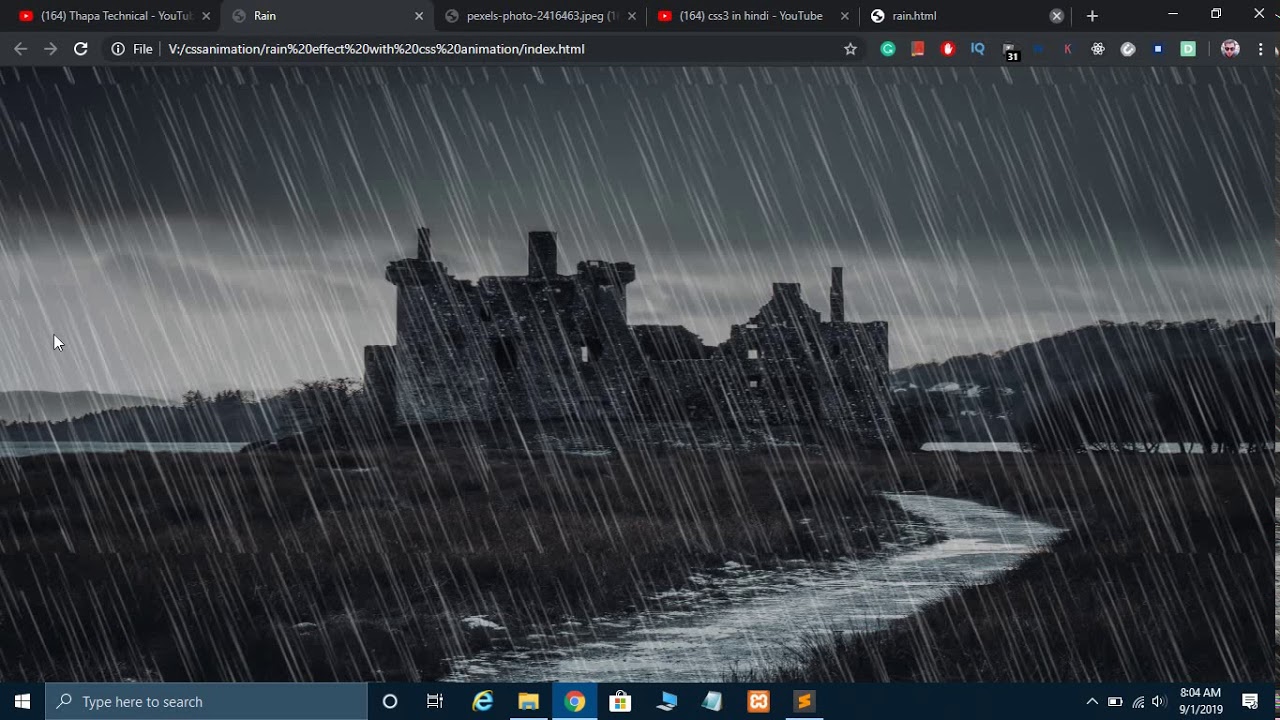 (164) Thapa Technical - YouTu
Rain
pexels-photo-2416463.jpeg (1
(164) css3 in hindi - YouTube
rain.html
File
V:/cssanimation/rain%20effect%20with%20css%20animation/index.html
IQ
31
K
D
Type here to search
8:04 AM
9/1/2019